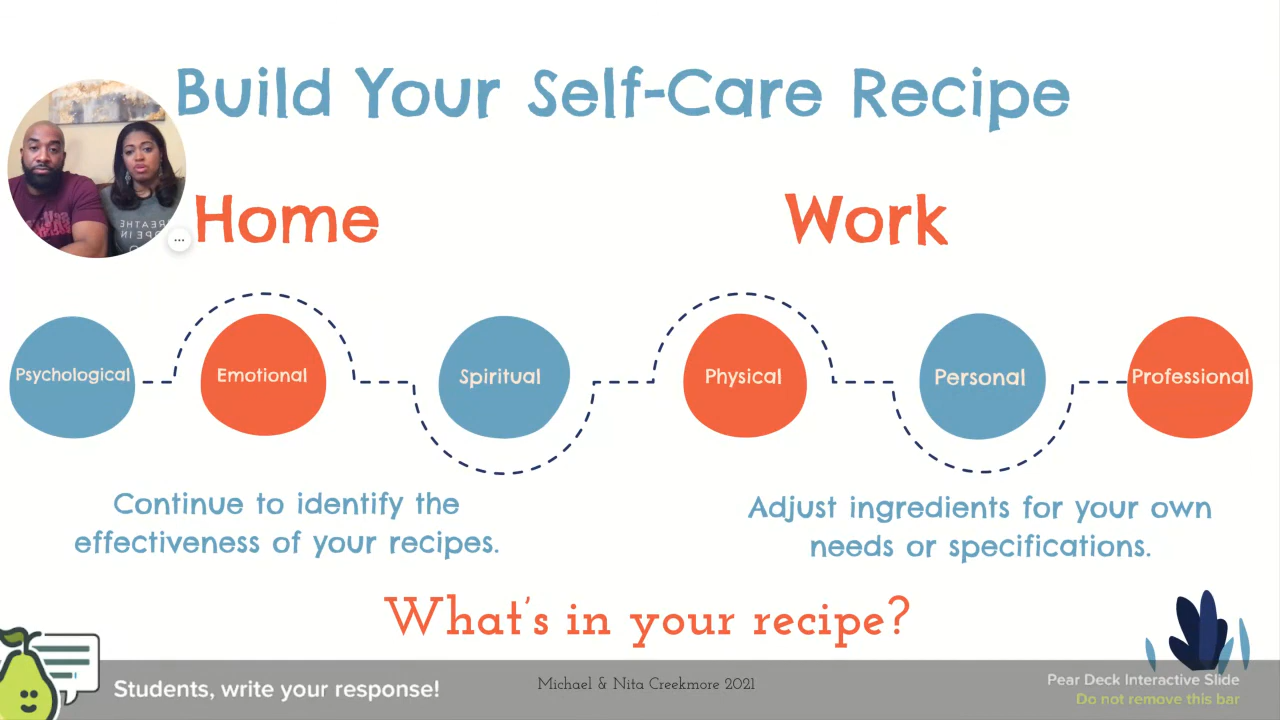 Build Your Self-Care Recipe
Home
Work
Psychological
Emotional
Spiritual
Physical
Personal
Professional
Continue to identify the
effectiveness of your recipes.
Adjust ingredients for your own
needs or specifications.
What's in your recipe?
Students, write your response!
Michael & Nita Creekmore 2021
Pear Deck Interactive Slide
Do not remove this bar
BREATHE